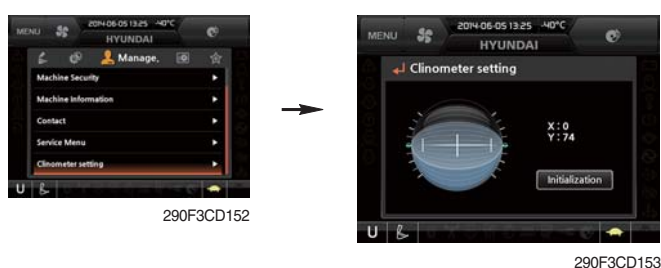 2014-06-05 13:25 -40°C
MENU
HYUNDAI
Manage.
Machine Security
Machine Information
Contact
Service Menu
Clinometer setting
U
290F3CD152
2014-06-05 13:25 -40°C
MENU
HYUNDAI
Clinometer setting
X : 0
Y : 74
Initialization
U
290F3CD153